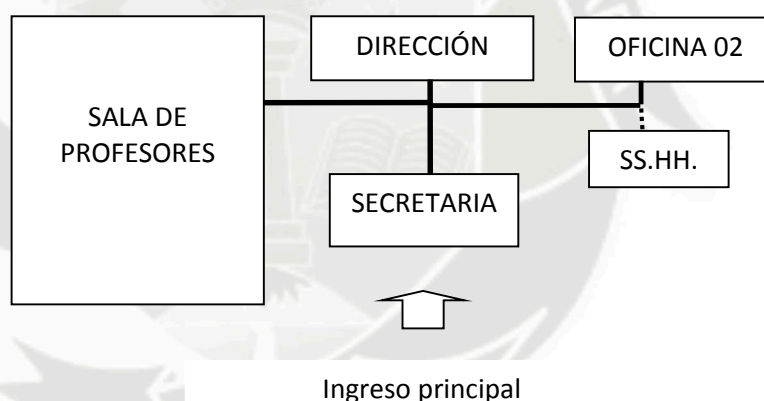 DIRECCIÓN
OFICINA 02
SALA DE
PROFESORES
SS.HH.
SECRETARIA
Ingreso principal